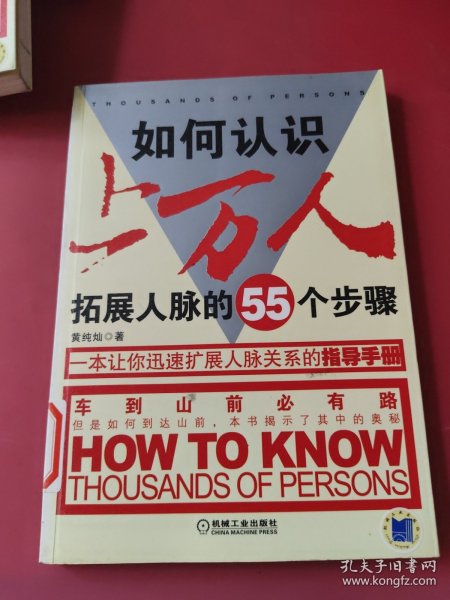 THOUSANDS OF PERSONS
如何认识
上万人
拓展人脉的55个步骤
黄纯灿◎著
一本让你迅速扩展人脉关系的指导手册
车到山前必有路
但是如何到达山前，本书揭示了其中的奥秘
HOW TO KNOW
THOUSANDS OF PERSONS
机械工业出版社
CHINA MACHINE PRESS
孔夫子旧书网
www.kongfz.com